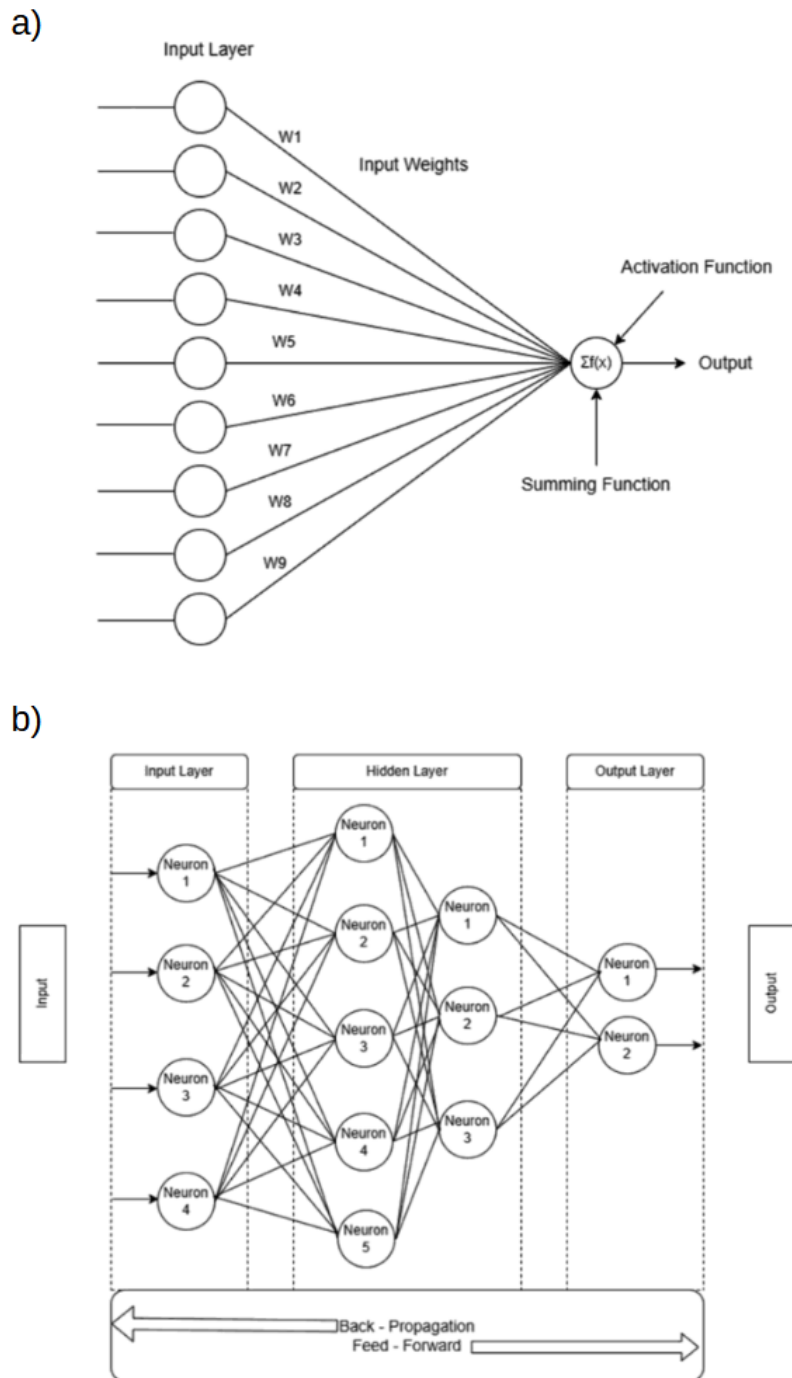 a)
Input Layer
W1
Input Weights
W2
W3
W4
Activation Function
W5
Σf(x)
Output
W6
W7
Summing Function
W8
W9
b)
Input Layer
Hidden Layer
Output Layer
Input
Neuron
1
Neuron
2
Neuron
3
Neuron
4
Neuron
1
Neuron
2
Neuron
3
Neuron
4
Neuron
5
Neuron
1
Neuron
2
Neuron
3
Neuron
1
Neuron
2
Output
Back - Propagation
Feed - Forward